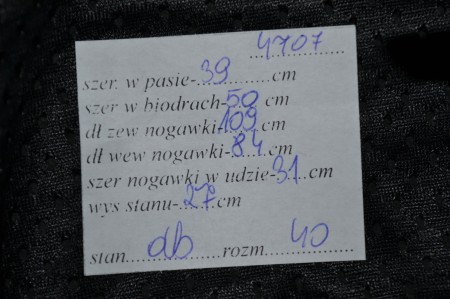 4707
szer. w pasie-39 cm
szer w biodrach-50 cm
dł zew nogawki-109 cm
dł wew nogawki-84 cm
szer nogawki w udzie-31 cm
wys stanu-27 cm
stan db rozm. 40